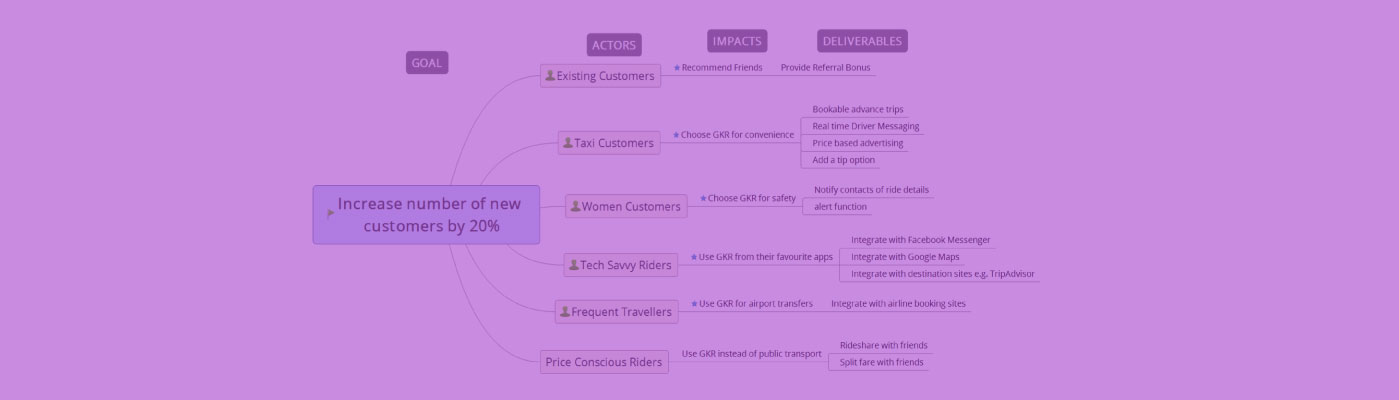 GOAL
ACTORS
IMPACTS
DELIVERABLES
Existing Customers
Recommend Friends
Provide Referral Bonus
Taxi Customers
Choose GKR for convenience
Bookable advance trips
Real time Driver Messaging
Price based advertising
Add a tip option
Increase number of new
customers by 20%
Women Customers
Choose GKR for safety
Notify contacts of ride details
alert function
Tech Savvy Riders
Use GKR from their favourite apps
Integrate with Facebook Messenger
Integrate with Google Maps
Integrate with destination sites e.g. TripAdvisor
Frequent Travellers
Use GKR for airport transfers
Integrate with airline booking sites
Price Conscious Riders
Use GKR instead of public transport
Rideshare with friends
Split fare with friends